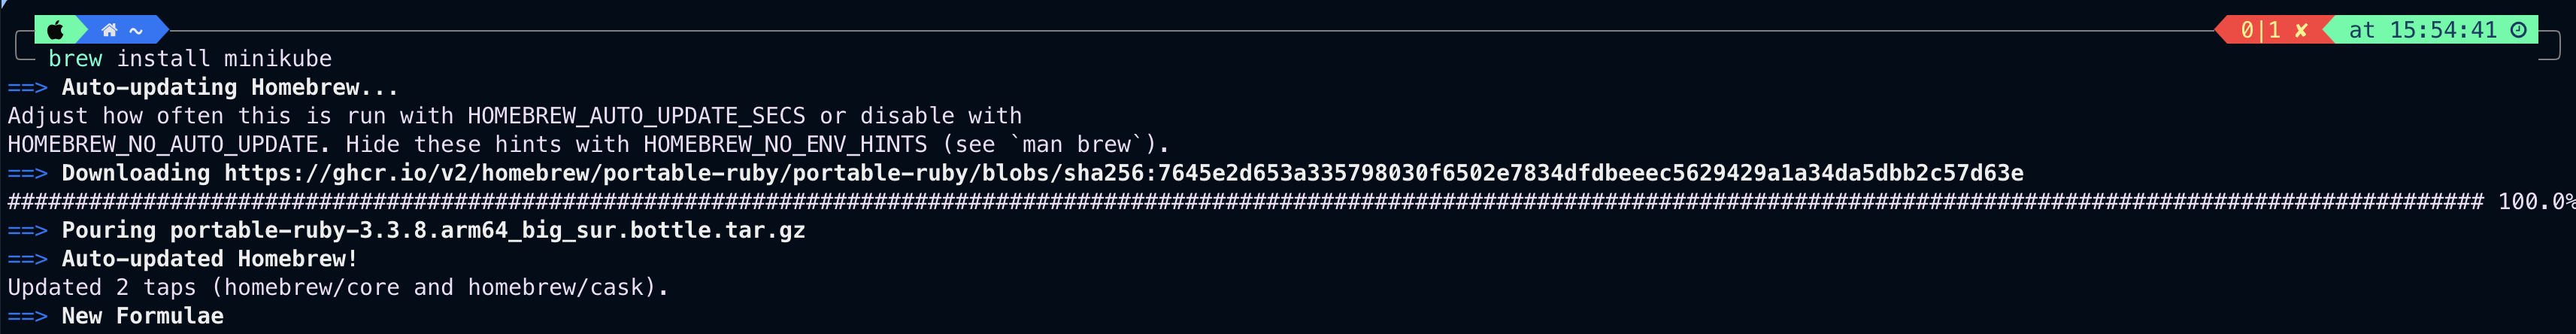 ~ 0|1 ✘ at 15:54:41
brew install minikube
==> Auto-updating Homebrew...
Adjust how often this is run with HOMEBREW_AUTO_UPDATE_SECS or disable with
HOMEBREW_NO_AUTO_UPDATE. Hide these hints with HOMEBREW_NO_ENV_HINTS (see `man brew`).
==> Downloading https://ghcr.io/v2/homebrew/portable-ruby/portable-ruby/blobs/sha256:7645e2d653a335798030f6502e7834dfdbeeec5629429a1a34da5dbb2c57d63e
######################################################################################################################################################################################## 100.0%
==> Pouring portable-ruby-3.3.8.arm64_big_sur.bottle.tar.gz
==> Auto-updated Homebrew!
Updated 2 taps (homebrew/core and homebrew/cask).
==> New Formulae